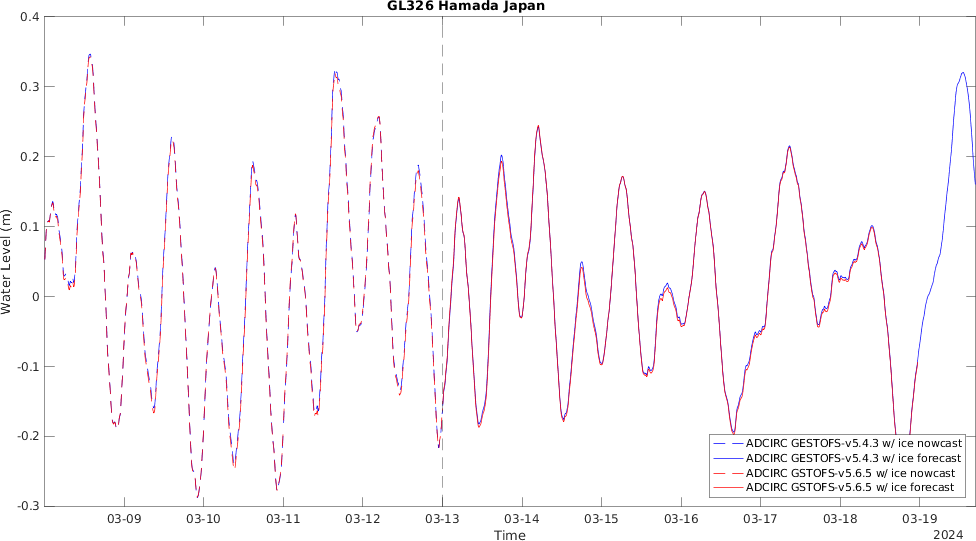 GL326 Hamada Japan
0.4
0.3
0.2
0.1
0
-0.1
-0.2
-0.3
Water Level (m)
ADCIRC GESTOFS-v5.4.3 w/ ice nowcast
ADCIRC GESTOFS-v5.4.3 w/ ice forecast
ADCIRC GSTOFS-v5.6.5 w/ ice nowcast
ADCIRC GSTOFS-v5.6.5 w/ ice forecast
03-09 03-10 03-11 03-12 03-13 03-14 03-15 03-16 03-17 03-18 03-19
Time
2024